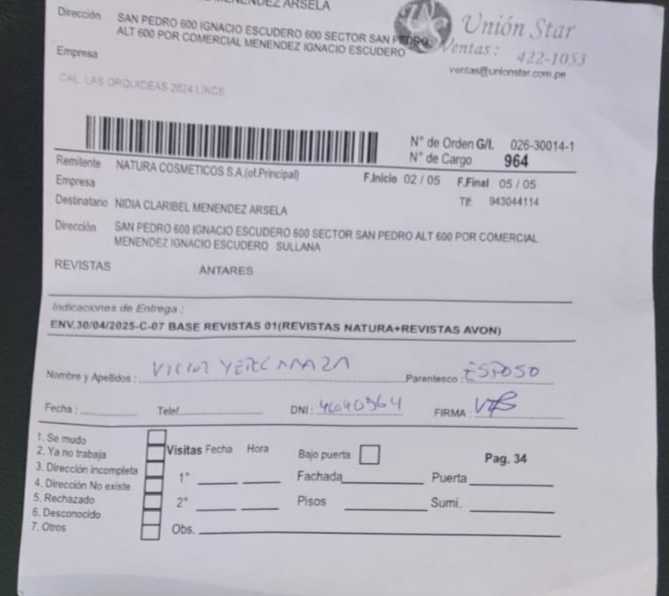 MENENDEZ ARSELA
Dirección SAN PEDRO 600 IGNACIO ESCUDERO 600 SECTOR SAN PEDRO
ALT 600 POR COMERCIAL MENENDEZ IGNACIO ESCUDERO
Empresa
CAL. LAS ORQUIDEAS 2624 LINCE
Unión Star
Ventas: 422-1053
ventas@unionstar.com.pe
N° de Orden G/I. 026-30014-1
N° de Cargo 964
Remitente NATURA COSMETICOS S.A.(of.Principal) F.Inicio 02 / 05 F.Final 05 / 05
Empresa
Destinatario NIDIA CLARIBEL MENENDEZ ARSELA Tlf: 943044114
Dirección SAN PEDRO 600 IGNACIO ESCUDERO 600 SECTOR SAN PEDRO ALT 600 POR COMERCIAL
MENENDEZ IGNACIO ESCUDERO SULLANA
REVISTAS ANTARES
Indicaciones de Entrega :
ENV.30/04/2025-C-07 BASE REVISTAS 01(REVISTAS NATURA+REVISTAS AVON)
Nombre y Apellidos : Parentesco : ESPOSO
Fecha : Telef DNI : FIRMA
1. Se mudo
2. Ya no trabaja
3. Dirección incompleta
4. Dirección No existe
5. Rechazado
6. Desconocido
7. Otros
Visitas Fecha Hora
1°
2°
Obs.
Bajo puerta
Fachada Puerta
Pisos Sumi.
Pag. 34